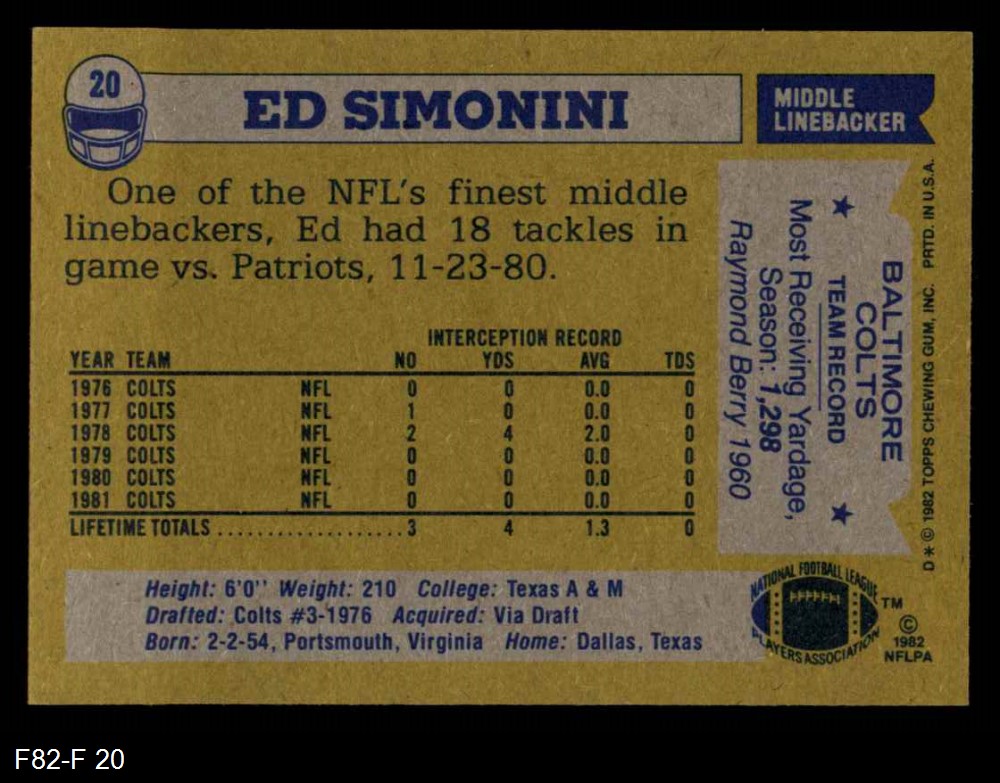 20
ED SIMONINI
MIDDLE
LINEBACKER
One of the NFL's finest middle
linebackers, Ed had 18 tackles in
game vs. Patriots, 11-23-80.
INTERCEPTION RECORD
YEAR TEAM NO YDS AVG TDS
1976 COLTS NFL 0 0 0.0 0
1977 COLTS NFL 1 0 0.0 0
1978 COLTS NFL 2 4 2.0 0
1979 COLTS NFL 0 0 0.0 0
1980 COLTS NFL 0 0 0.0 0
1981 COLTS NFL 0 0 0.0 0
LIFETIME TOTALS ................... 3 4 1.3 0
BALTIMORE
COLTS
★ TEAM RECORD ★
Most Receiving Yardage,
Season: 1,298
Raymond Berry 1960
D * © 1982 TOPPS CHEWING GUM, INC. PRTD. IN U.S.A.
Height: 6'0'' Weight: 210 College: Texas A & M
Drafted: Colts #3-1976 Acquired: Via Draft
Born: 2-2-54, Portsmouth, Virginia Home: Dallas, Texas
NATIONAL FOOTBALL LEAGUE
PLAYERS ASSOCIATION
TM
©
1982
NFLPA
F82-F 20